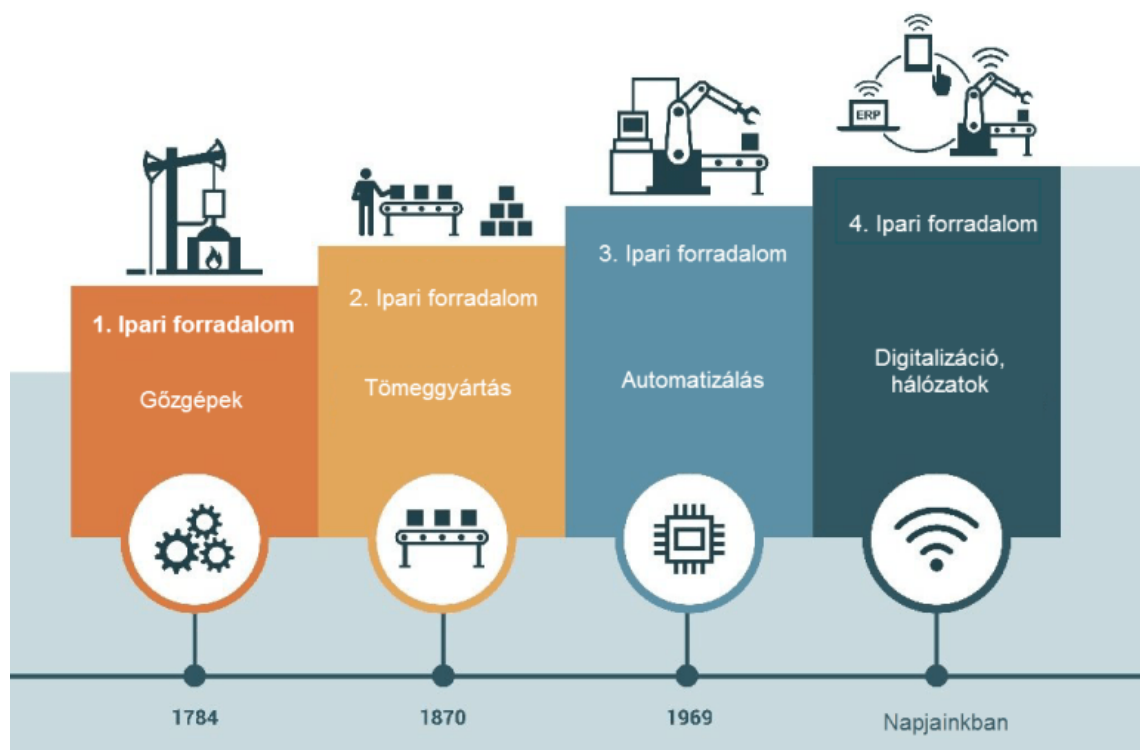 ERP
1. Ipari forradalom
Gőzgépek
2. Ipari forradalom
Tömeggyártás
3. Ipari forradalom
Automatizálás
4. Ipari forradalom
Digitalizáció,
hálózatok
1784
1870
1969
Napjainkban